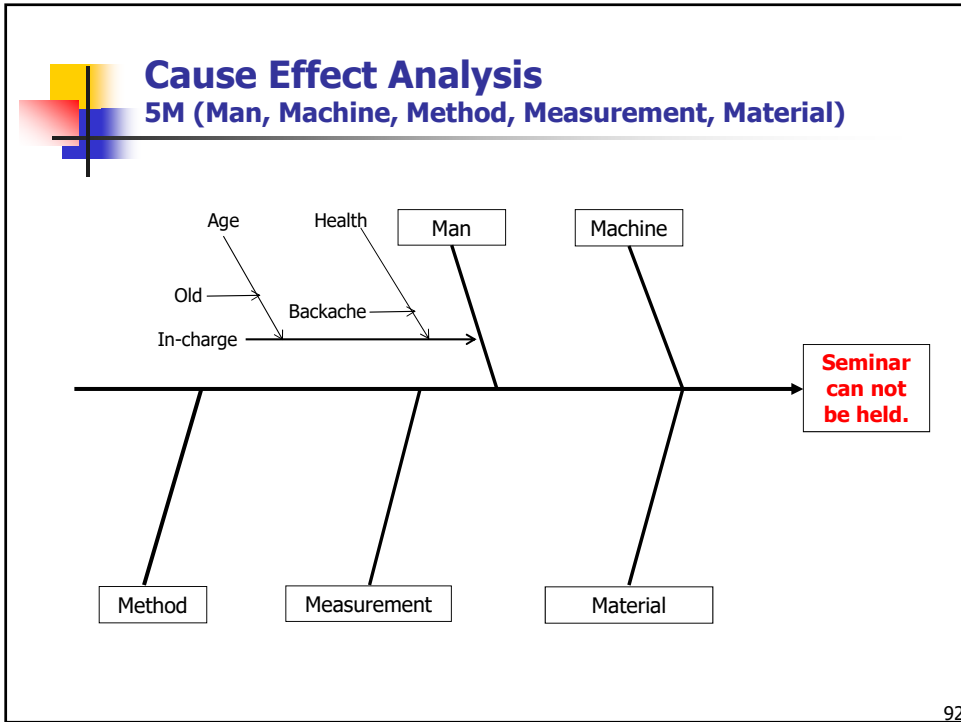 Cause Effect Analysis
5M (Man, Machine, Method, Measurement, Material)
Age
Health
Man
Machine
Old
Backache
In-charge
Seminar
can not
be held.
Method
Measurement
Material
92